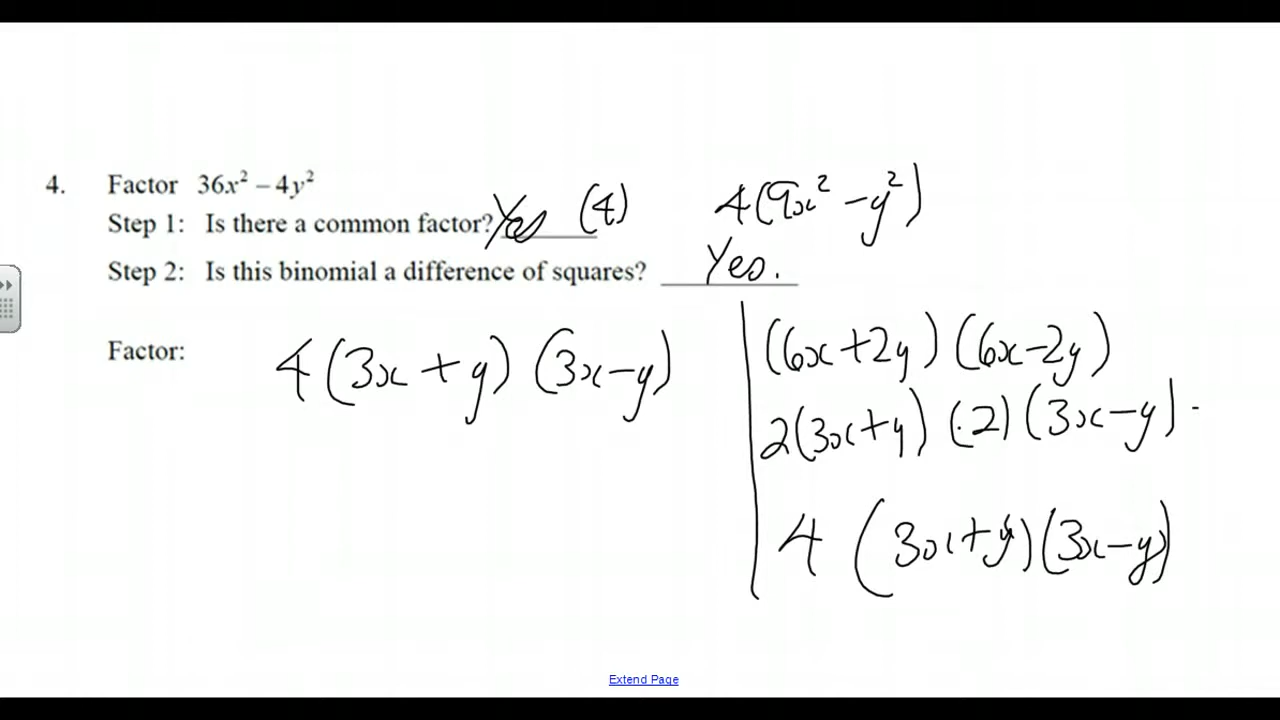 4. Factor 36x² – 4y²
Step 1: Is there a common factor? Yes (4) 4(9x² - y²)
Step 2: Is this binomial a difference of squares? Yes.
Factor: 4(3x+y)(3x-y)
(6x+2y)(6x-2y)
2(3x+y)(2)(3x-y)
4(3x+y)(3x-y)
Extend Page